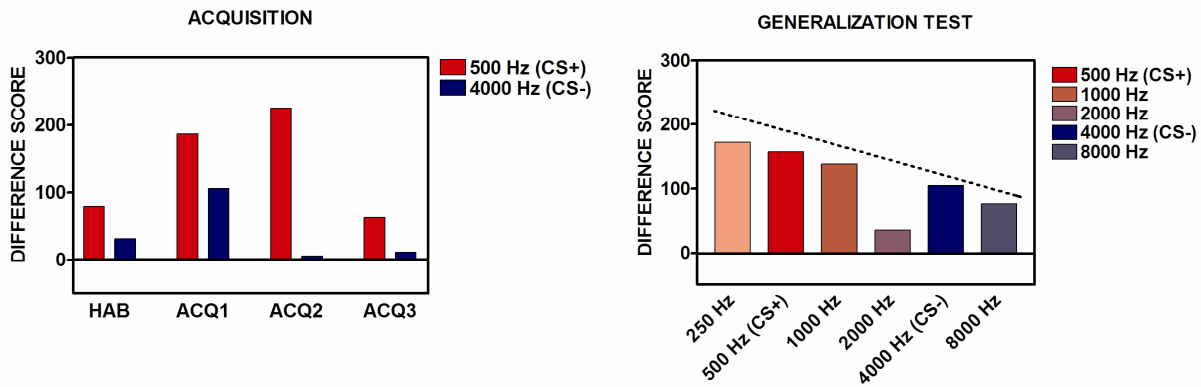 ACQUISITION
DIFFERENCE SCORE
300
200
100
0
HAB
ACQ1
ACQ2
ACQ3
500 Hz (CS+)
4000 Hz (CS-)
GENERALIZATION TEST
DIFFERENCE SCORE
300
200
100
0
250 Hz
500 Hz (CS+)
1000 Hz
2000 Hz
4000 Hz (CS-)
8000 Hz
500 Hz (CS+)
1000 Hz
2000 Hz
4000 Hz (CS-)
8000 Hz